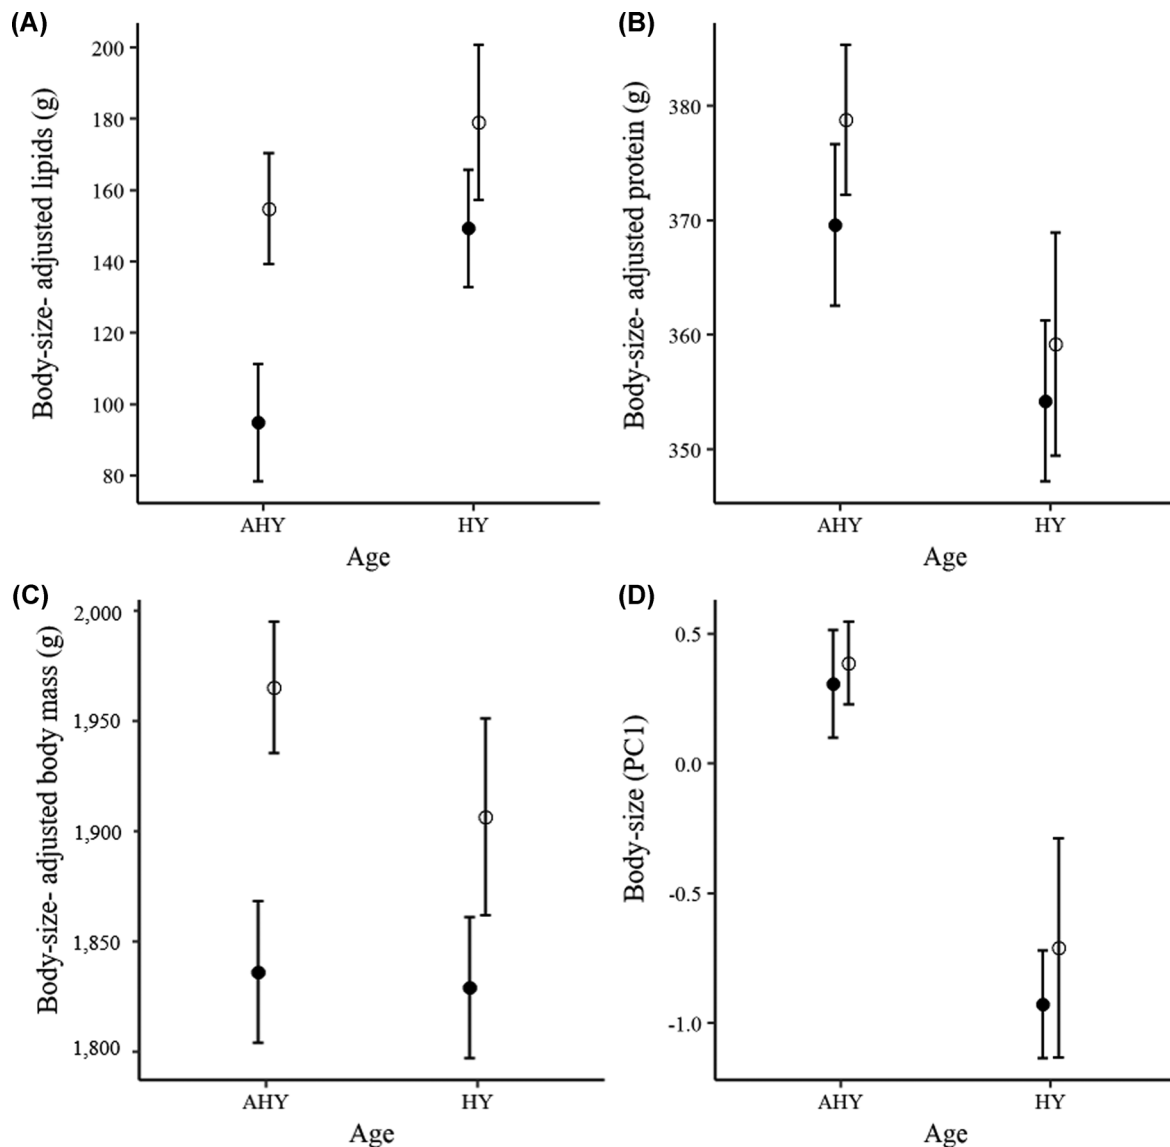 (A)
Body-size- adjusted lipids (g)
200
180
160
140
120
100
80
AHY
HY
Age
(B)
Body-size- adjusted protein (g)
380
370
360
350
AHY
HY
Age
(C)
Body-size- adjusted body mass (g)
2,000
1,950
1,900
1,850
1,800
AHY
HY
Age
(D)
Body-size (PC1)
0.5
0.0
-0.5
-1.0
AHY
HY
Age